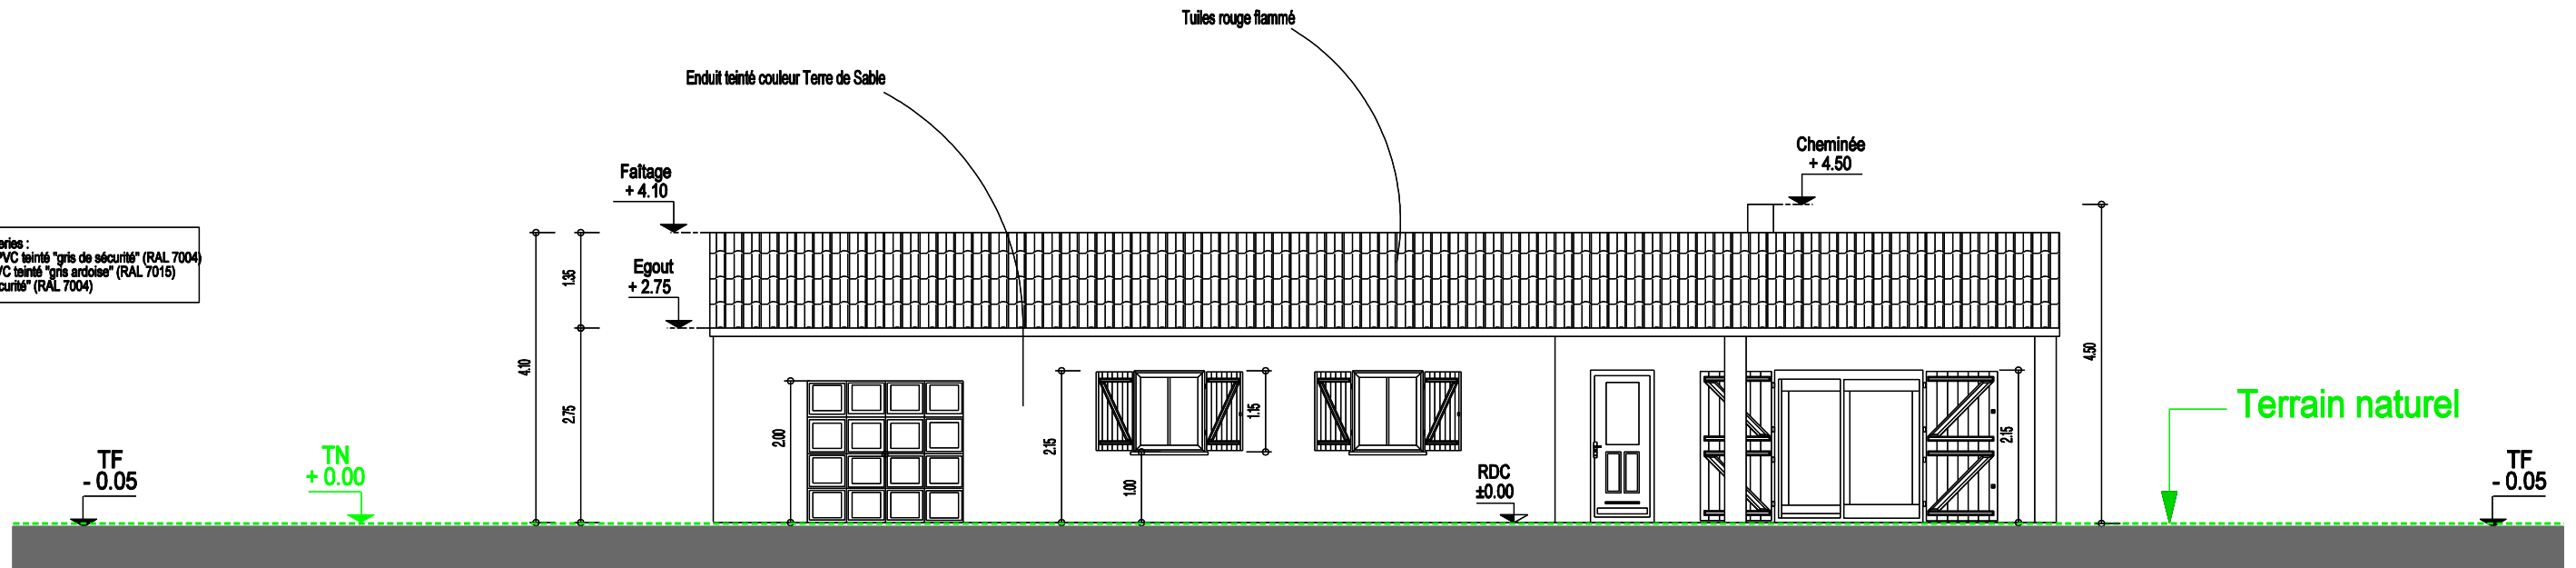 Tuiles rouge flammé
Enduit teinté couleur Terre de Sable
Cheminée
+ 4.50
Faîtage
+ 4.10
eries :
PVC teinté "gris de sécurité" (RAL 7004)
VC teinté "gris ardoise" (RAL 7015)
curité" (RAL 7004)
Egout
+ 2.75
1.35
4.10
2.75
2.00
2.15
1.00
1.15
2.15
4.50
Terrain naturel
TF
- 0.05
TN
+ 0.00
RDC
±0.00
TF
- 0.05